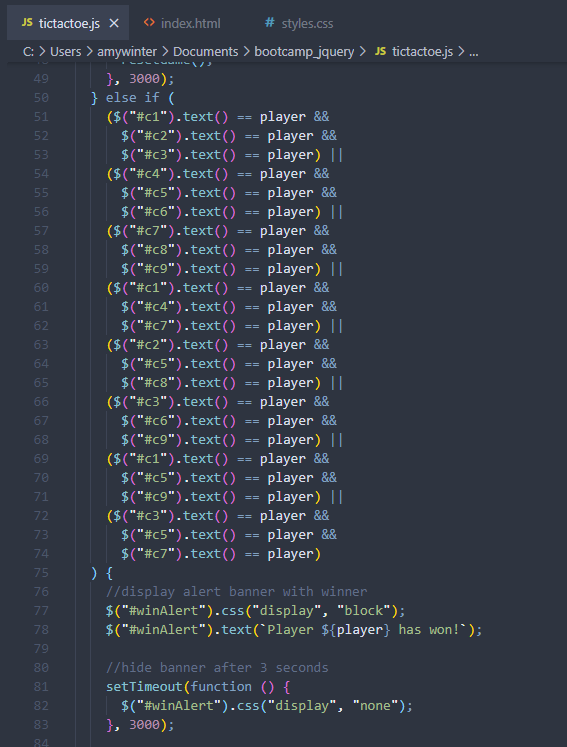 JS tictactoe.js × <> index.html # styles.css
C: > Users > amywinter > Documents > bootcamp_jquery > JS tictactoe.js > ...
49 }, 3000);
50 } else if (
51 ($("#c1").text() == player &&
52 $("#c2").text() == player &&
53 $("#c3").text() == player) ||
54 ($("#c4").text() == player &&
55 $("#c5").text() == player &&
56 $("#c6").text() == player) ||
57 ($("#c7").text() == player &&
58 $("#c8").text() == player &&
59 $("#c9").text() == player) ||
60 ($("#c1").text() == player &&
61 $("#c4").text() == player &&
62 $("#c7").text() == player) ||
63 ($("#c2").text() == player &&
64 $("#c5").text() == player &&
65 $("#c8").text() == player) ||
66 ($("#c3").text() == player &&
67 $("#c6").text() == player &&
68 $("#c9").text() == player) ||
69 ($("#c1").text() == player &&
70 $("#c5").text() == player &&
71 $("#c9").text() == player) ||
72 ($("#c3").text() == player &&
73 $("#c5").text() == player &&
74 $("#c7").text() == player)
75 ) {
76 //display alert banner with winner
77 $("#winAlert").css("display", "block");
78 $("#winAlert").text(`Player ${player} has won!`);
79
80 //hide banner after 3 seconds
81 setTimeout(function () {
82 $("#winAlert").css("display", "none");
83 }, 3000);
84